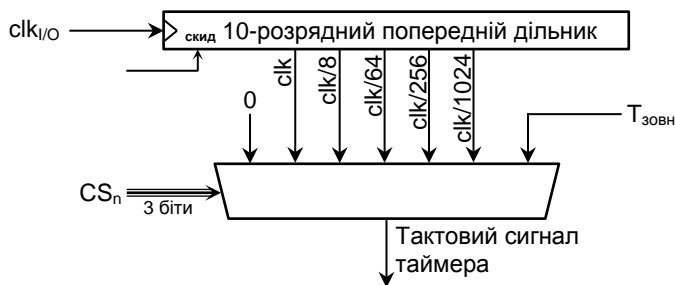 clkI/O
скид 10-розрядний попередній дільник
clk
clk/8
clk/64
clk/256
clk/1024
0
Tзовн
CSn
3 біти
Тактовий сигнал
таймера